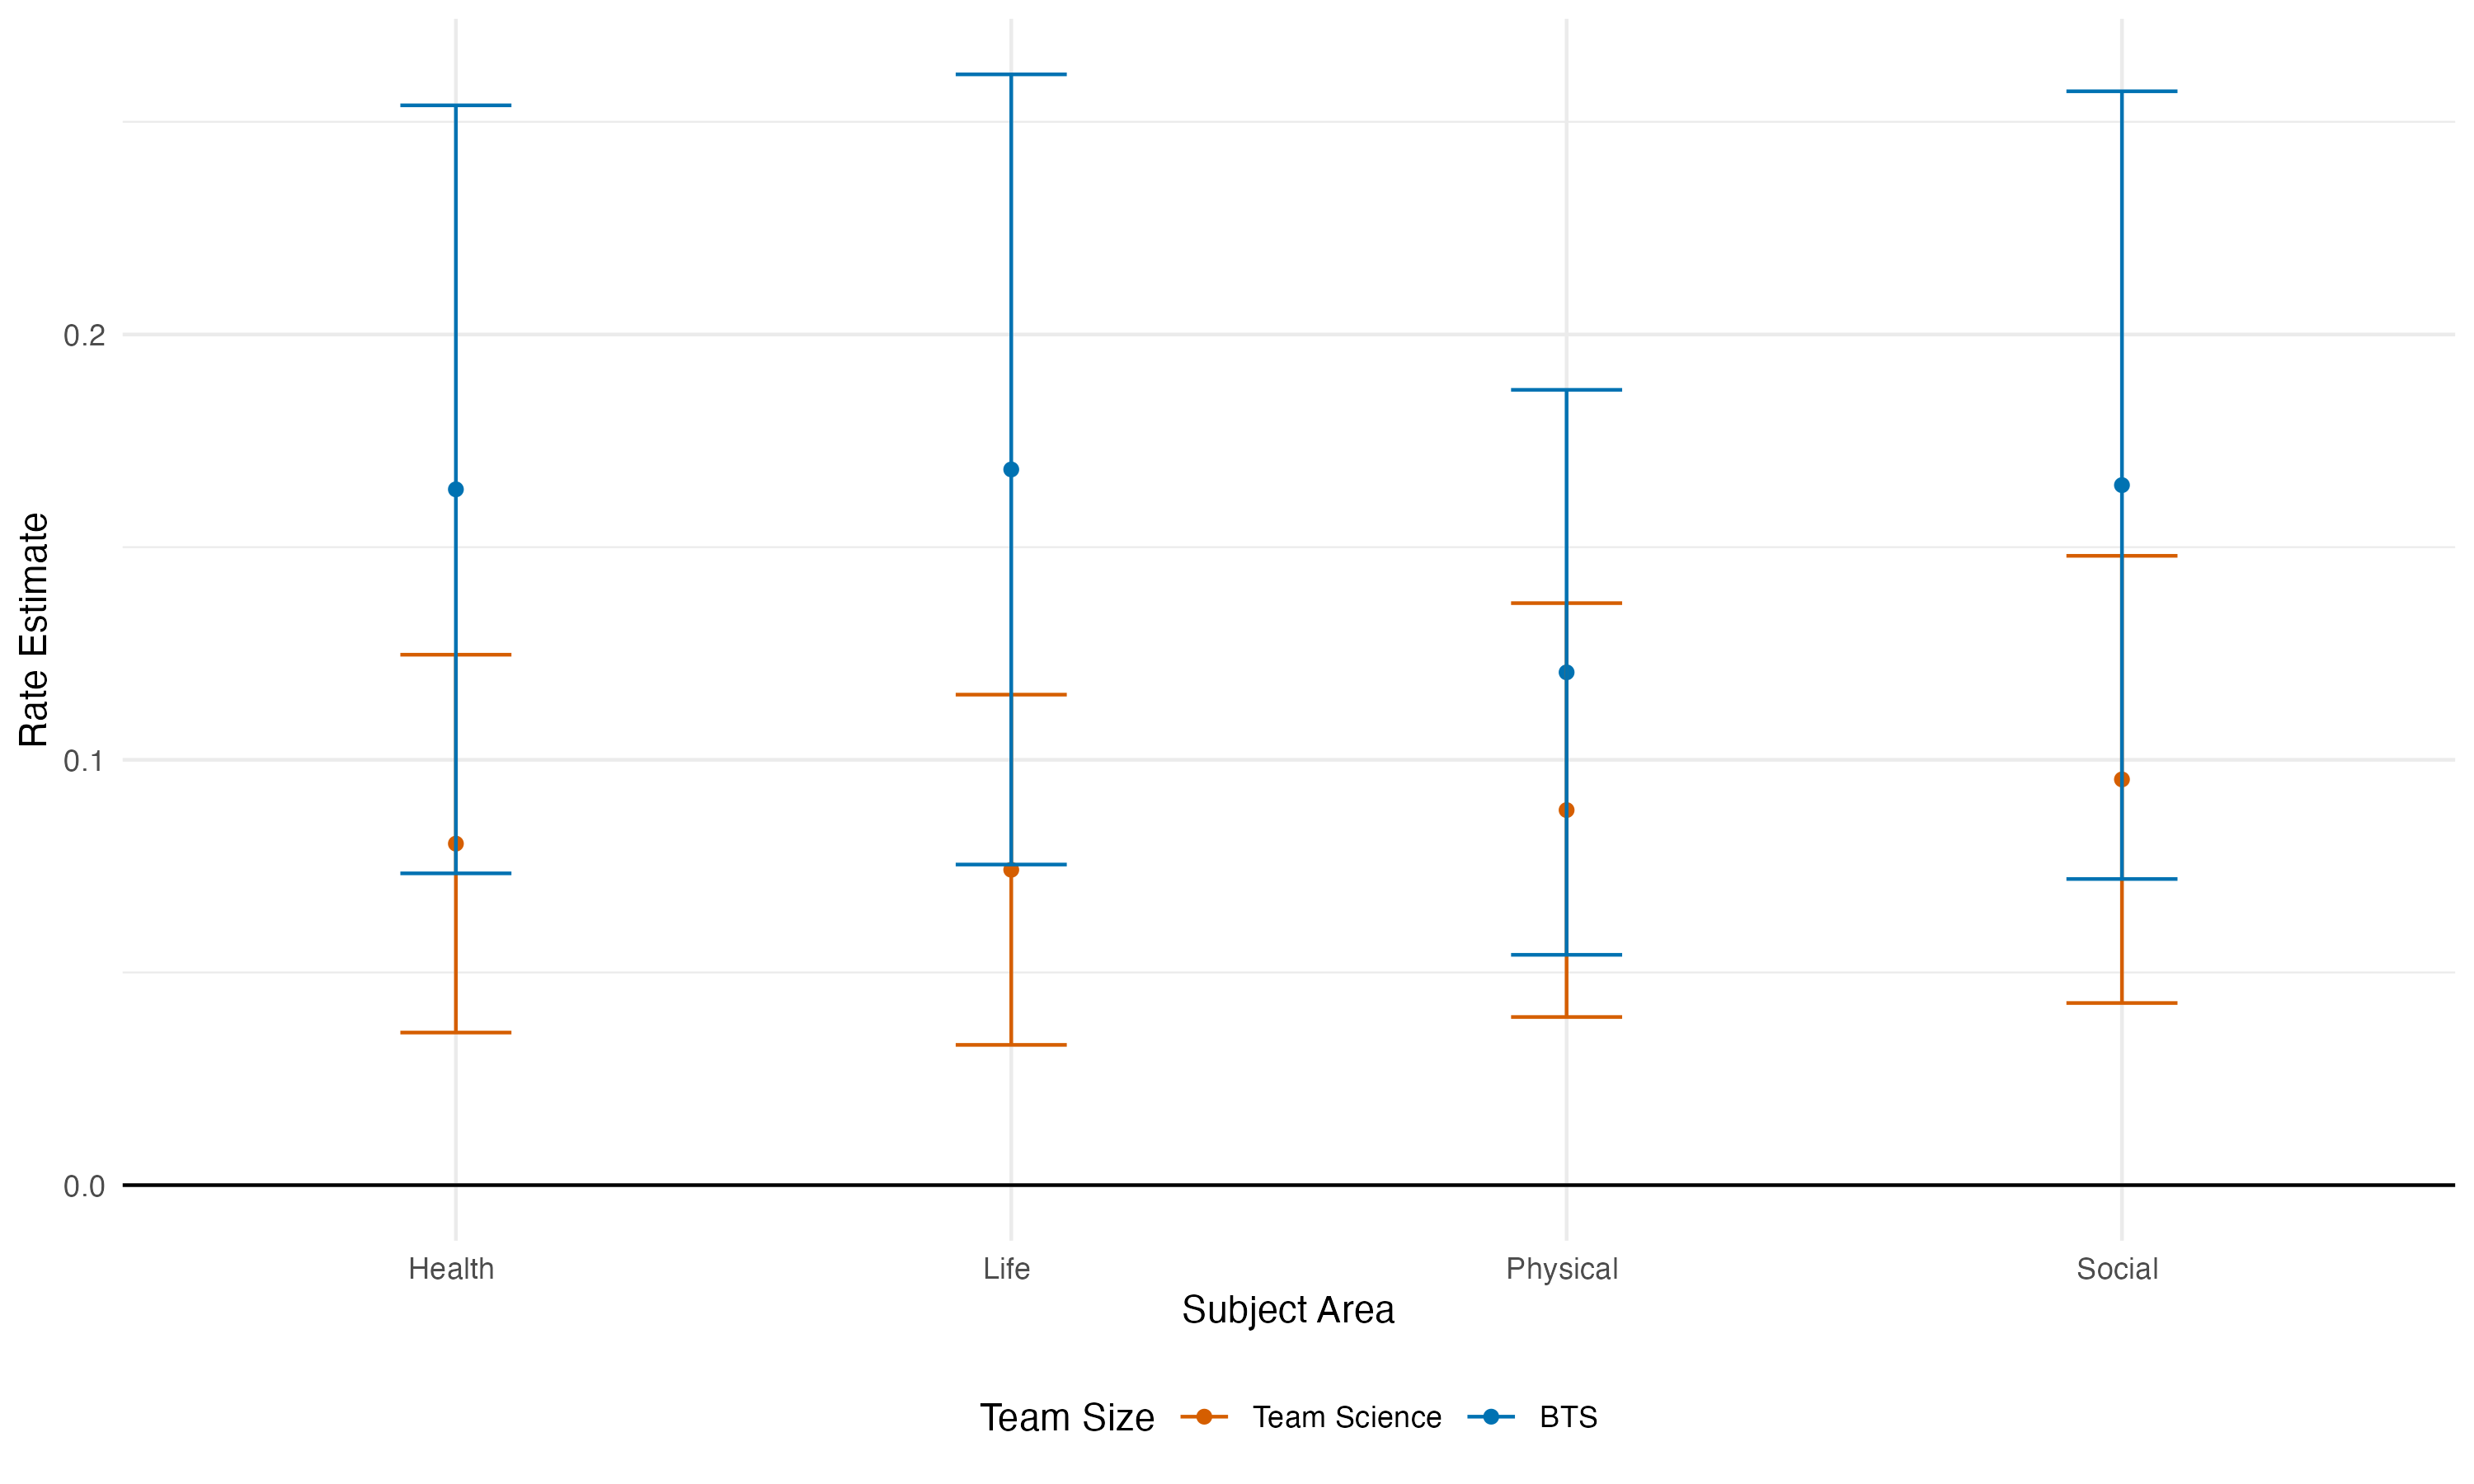 Rate Estimate
0.2
0.1
0.0
Health Life Physical Social
Subject Area
Team Size Team Science BTS